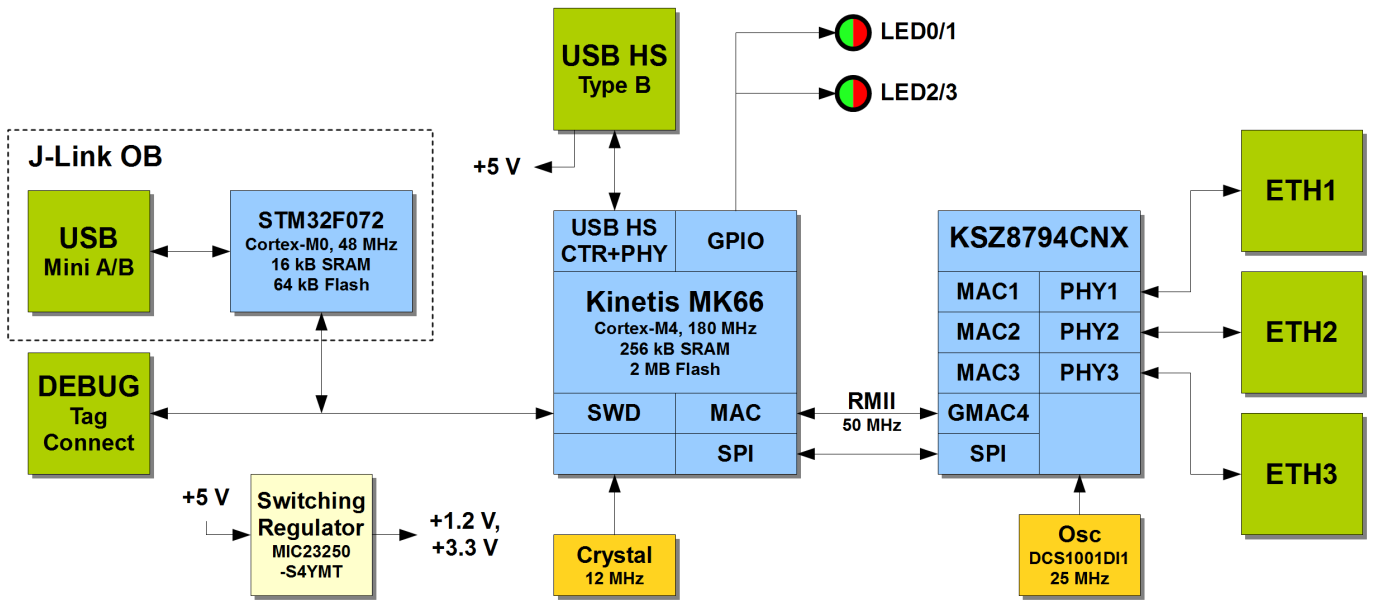 USB HS
Type B
LED0/1
LED2/3
+5 V
J-Link OB
USB
Mini A/B
STM32F072
Cortex-M0, 48 MHz
16 kB SRAM
64 kB Flash
DEBUG
Tag
Connect
USB HS
CTR+PHY
GPIO
Kinetis MK66
Cortex-M4, 180 MHz
256 kB SRAM
2 MB Flash
SWD
MAC
SPI
RMII
50 MHz
KSZ8794CNX
MAC1
PHY1
MAC2
PHY2
MAC3
PHY3
GMAC4
SPI
ETH1
ETH2
ETH3
+5 V
Switching
Regulator
MIC23250
-S4YMT
+1.2 V,
+3.3 V
Crystal
12 MHz
Osc
DCS1001DI1
25 MHz